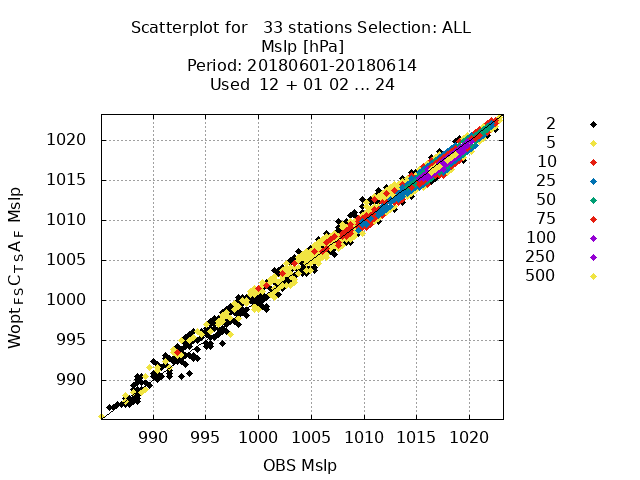 Scatterplot for 33 stations Selection: ALL
Mslp [hPa]
Period: 20180601-20180614
Used 12 + 01 02 ... 24
1020
1015
1010
1005
1000
995
990
Wopt FS C T S A F Mslp
990 995 1000 1005 1010 1015 1020
OBS Mslp
2
5
10
25
50
75
100
250
500